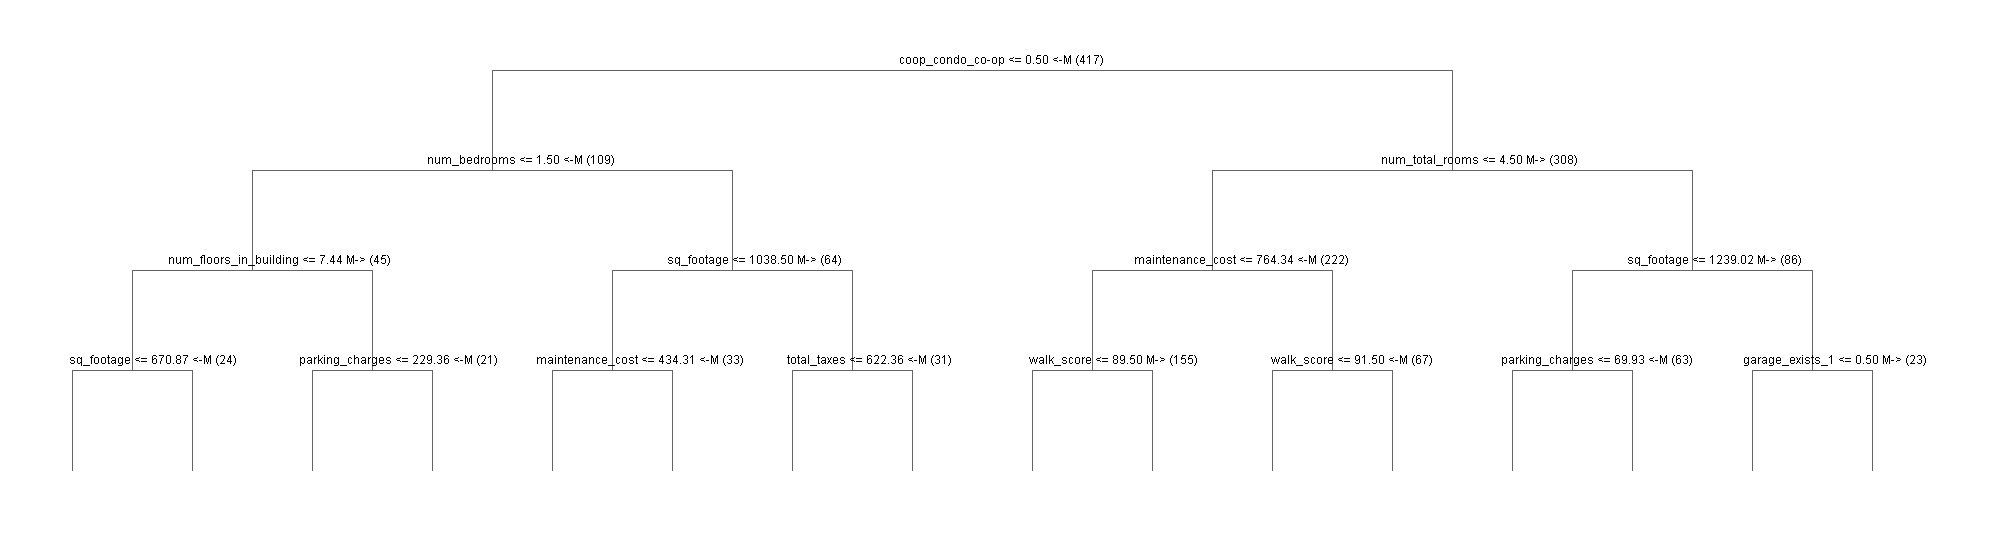 coop_condo_co-op <= 0.50 <-M (417)
num_bedrooms <= 1.50 <-M (109)
num_total_rooms <= 4.50 M-> (308)
num_floors_in_building <= 7.44 M-> (45)
sq_footage <= 1038.50 M-> (64)
maintenance_cost <= 764.34 <-M (222)
sq_footage <= 1239.02 M-> (86)
sq_footage <= 670.87 <-M (24)
parking_charges <= 229.36 <-M (21)
maintenance_cost <= 434.31 <-M (33)
total_taxes <= 622.36 <-M (31)
walk_score <= 89.50 M-> (155)
walk_score <= 91.50 <-M (67)
parking_charges <= 69.93 <-M (63)
garage_exists_1 <= 0.50 M-> (23)